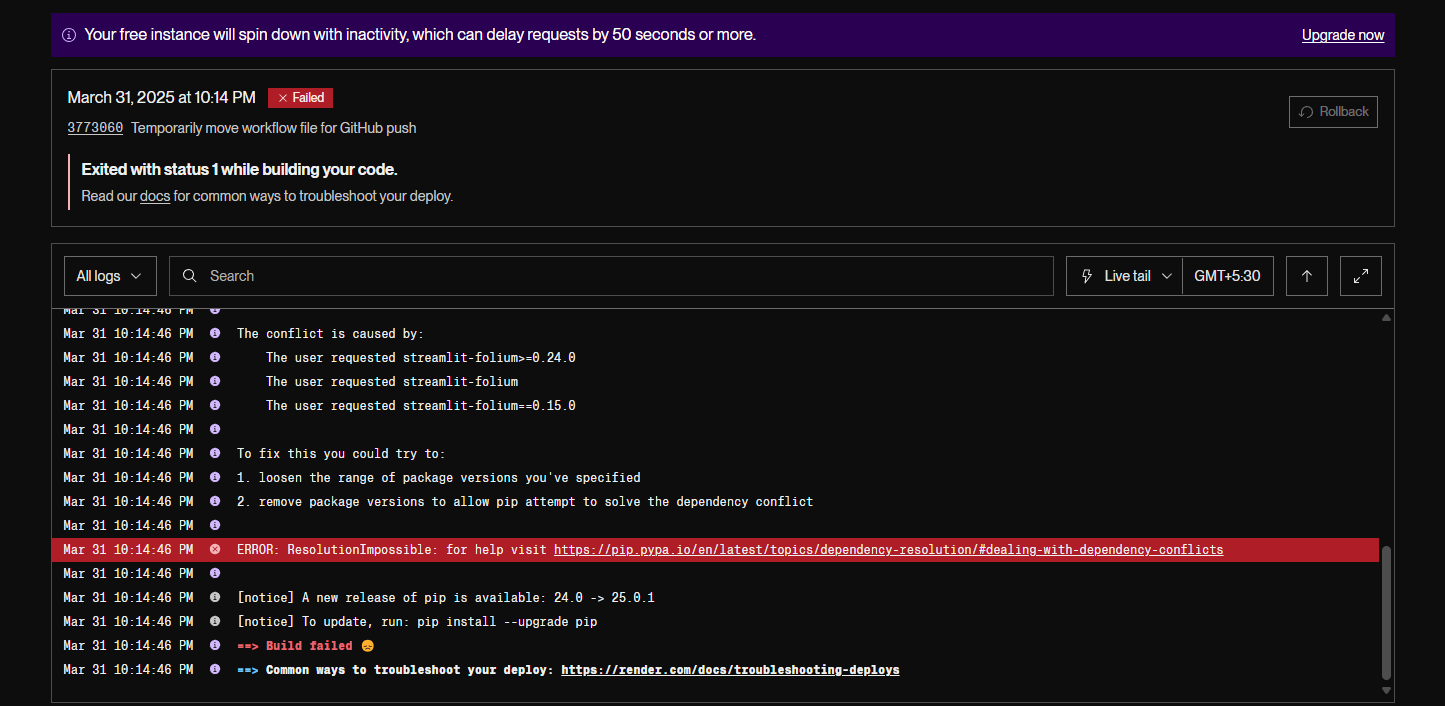 Your free instance will spin down with inactivity, which can delay requests by 50 seconds or more. Upgrade now
March 31, 2025 at 10:14 PM Failed
3773060 Temporarily move workflow file for GitHub push
Rollback
Exited with status 1 while building your code.
Read our docs for common ways to troubleshoot your deploy.
All logs Search Live tail GMT+5:30
Mar 31 10:14:46 PM
Mar 31 10:14:46 PM The conflict is caused by:
Mar 31 10:14:46 PM The user requested streamlit-folium>=0.24.0
Mar 31 10:14:46 PM The user requested streamlit-folium
Mar 31 10:14:46 PM The user requested streamlit-folium==0.15.0
Mar 31 10:14:46 PM
Mar 31 10:14:46 PM To fix this you could try to:
Mar 31 10:14:46 PM 1. loosen the range of package versions you've specified
Mar 31 10:14:46 PM 2. remove package versions to allow pip attempt to solve the dependency conflict
Mar 31 10:14:46 PM
Mar 31 10:14:46 PM ERROR: ResolutionImpossible: for help visit https://pip.pypa.io/en/latest/topics/dependency-resolution/#dealing-with-dependency-conflicts
Mar 31 10:14:46 PM
Mar 31 10:14:46 PM [notice] A new release of pip is available: 24.0 -> 25.0.1
Mar 31 10:14:46 PM [notice] To update, run: pip install --upgrade pip
Mar 31 10:14:46 PM ==> Build failed 😞
Mar 31 10:14:46 PM ==> Common ways to troubleshoot your deploy: https://render.com/docs/troubleshooting-deploys